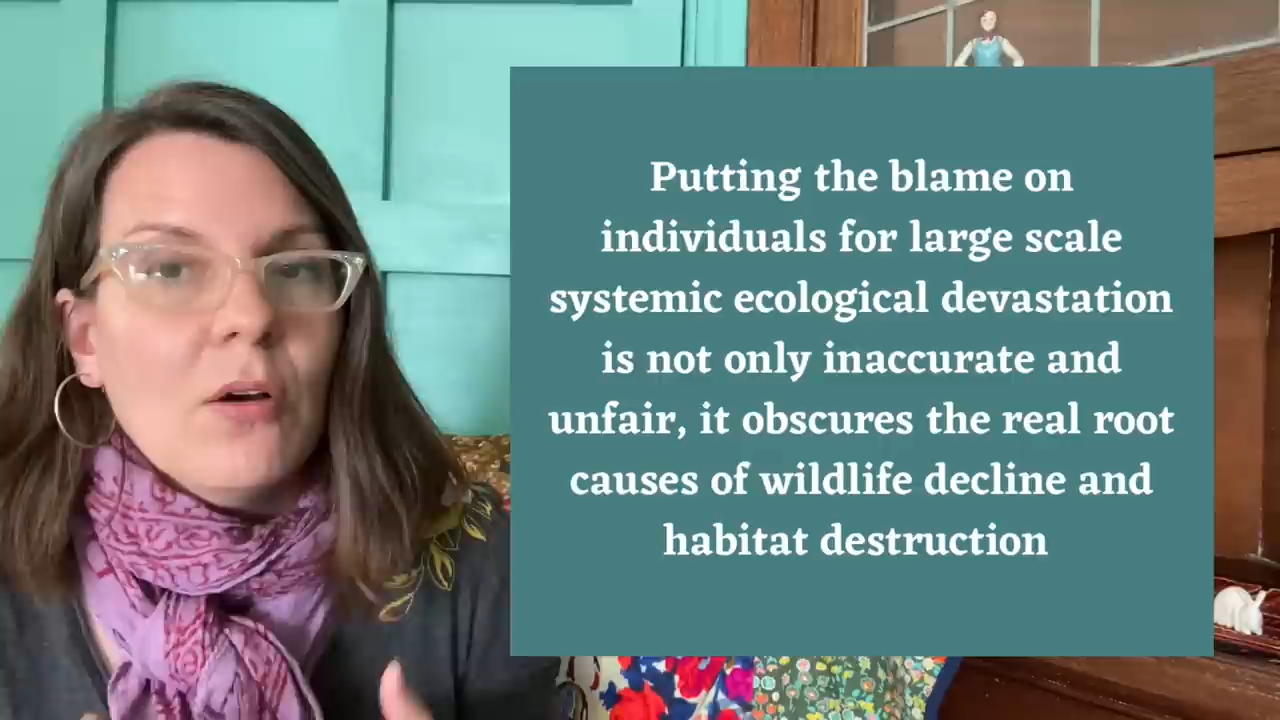 Putting the blame on
individuals for large scale
systemic ecological devastation
is not only inaccurate and
unfair, it obscures the real root
causes of wildlife decline and
habitat destruction